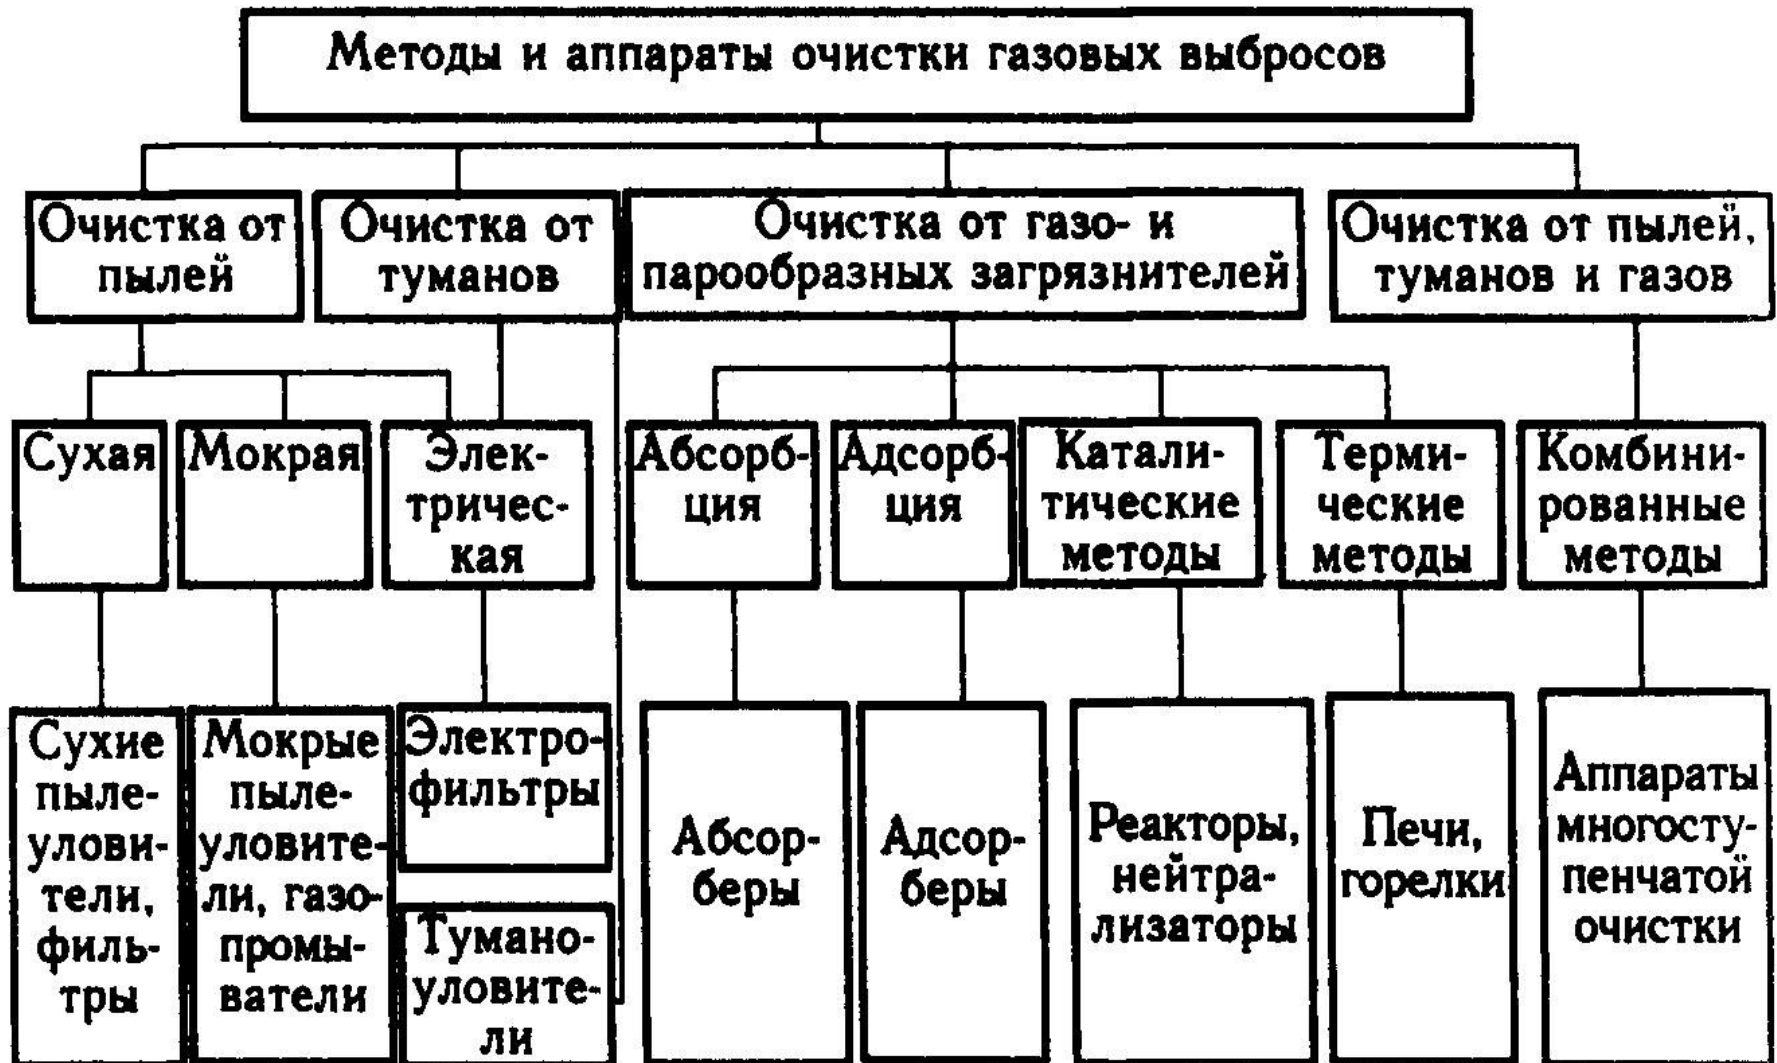 Методы и аппараты очистки газовых выбросов
Очистка от
пылей
Очистка от
туманов
Очистка от газо- и
парообразных загрязнителей
Очистка от пылей,
туманов и газов
Сухая
Мокрая
Элек-
тричес-
кая
Абсорб-
ция
Адсорб-
ция
Катали-
тические
методы
Терми-
ческие
методы
Комбини-
рованные
методы
Сухие
пыле-
улови-
тели,
филь-
тры
Мокрые
пыле-
уловите-
ли, газо-
промы-
ватели
Электро-
фильтры
Тумано-
уловите-
ли
Абсор-
беры
Адсор-
беры
Реакторы,
нейтра-
лизаторы
Печи,
горелки
Аппараты
многосту-
пенчатой
очистки